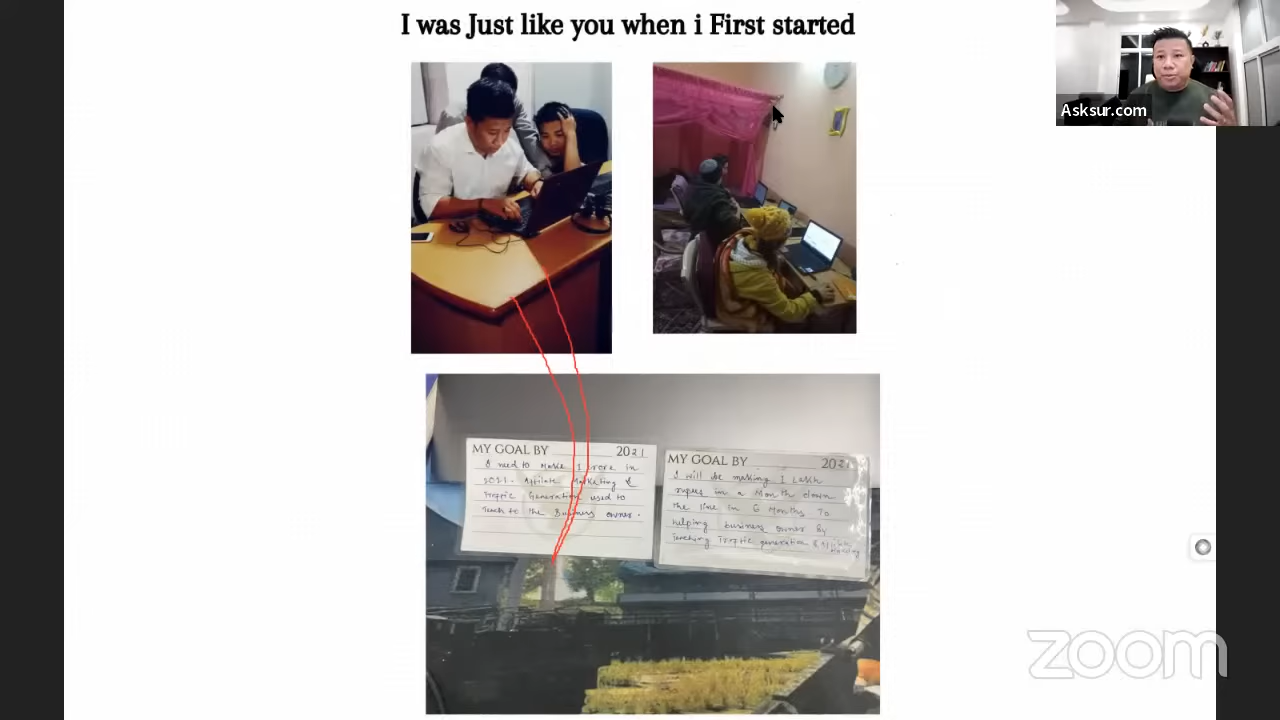 I was Just like you when i First started
Asksur.com
MY GOAL BY 2021
I need to make 1 crore in
2021. Affiliate Marketing &
Traffic Generation used to
teach to the Business owner.
MY GOAL BY 2021
I will be making 1 Lakh
rupees in a Month down
the line in 6 Months To
helping business owner By
Teaching Traffic generation &
zoom